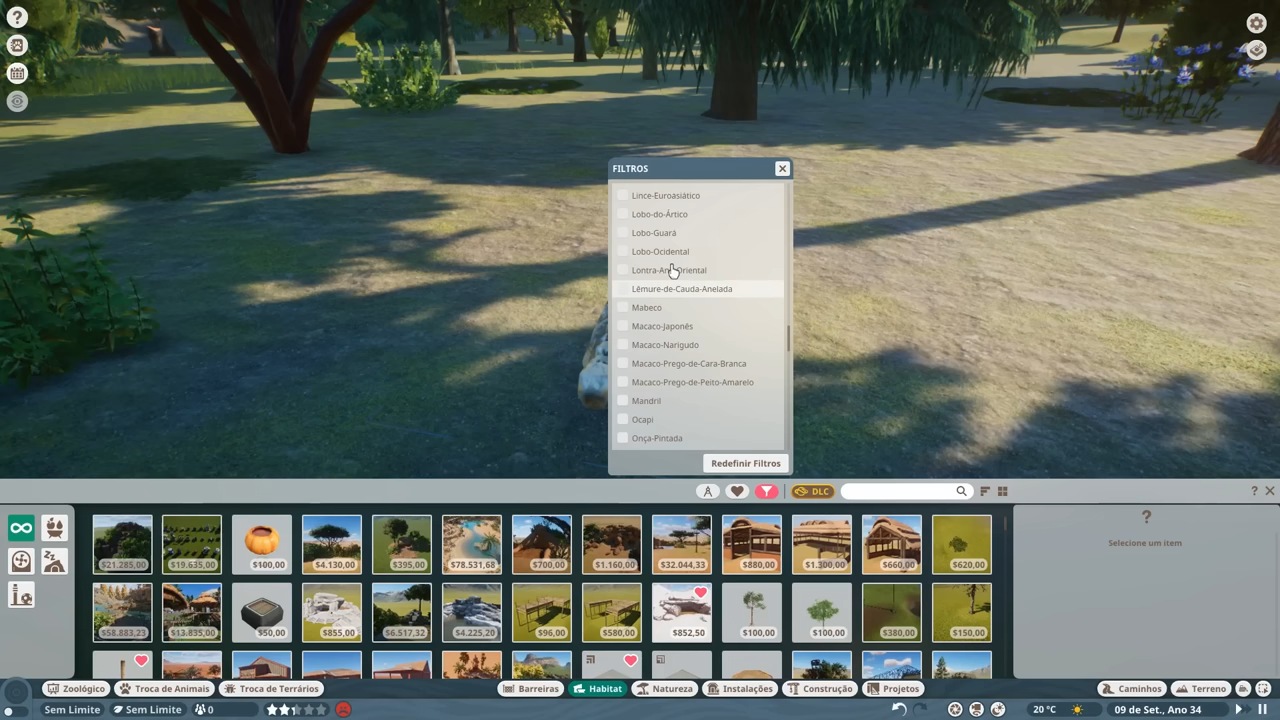 FILTROS
Lince-Euroasiático
Lobo-do-Ártico
Lobo-Guará
Lobo-Ocidental
Lontra-Anã-Oriental
Lêmure-de-Cauda-Anelada
Mabeco
Macaco-Japonês
Macaco-Narigudo
Macaco-Prego-de-Cara-Branca
Macaco-Prego-de-Peito-Amarelo
Mandril
Ocapi
Onça-Pintada
Redefinir Filtros
DLC
?
$21.285,00 $19.635,00 $100,00 $4.130,00 $395,00 $78.531,68 $700,00 $1.160,00 $32.044,33 $880,00 $1.300,00 $660,00 $620,00
?
Selecione um item
$58.883,23 $13.835,00 $50,00 $855,00 $6.517,32 $4.225,20 $96,00 $580,00 $852,50 $100,00 $100,00 $380,00 $150,00
Zoológico Troca de Animais Troca de Terrários Barreiras Habitat Natureza Instalações Construção Projetos Caminhos Terreno
Sem Limite Sem Limite 0 20 °C 09 de Set., Ano 34